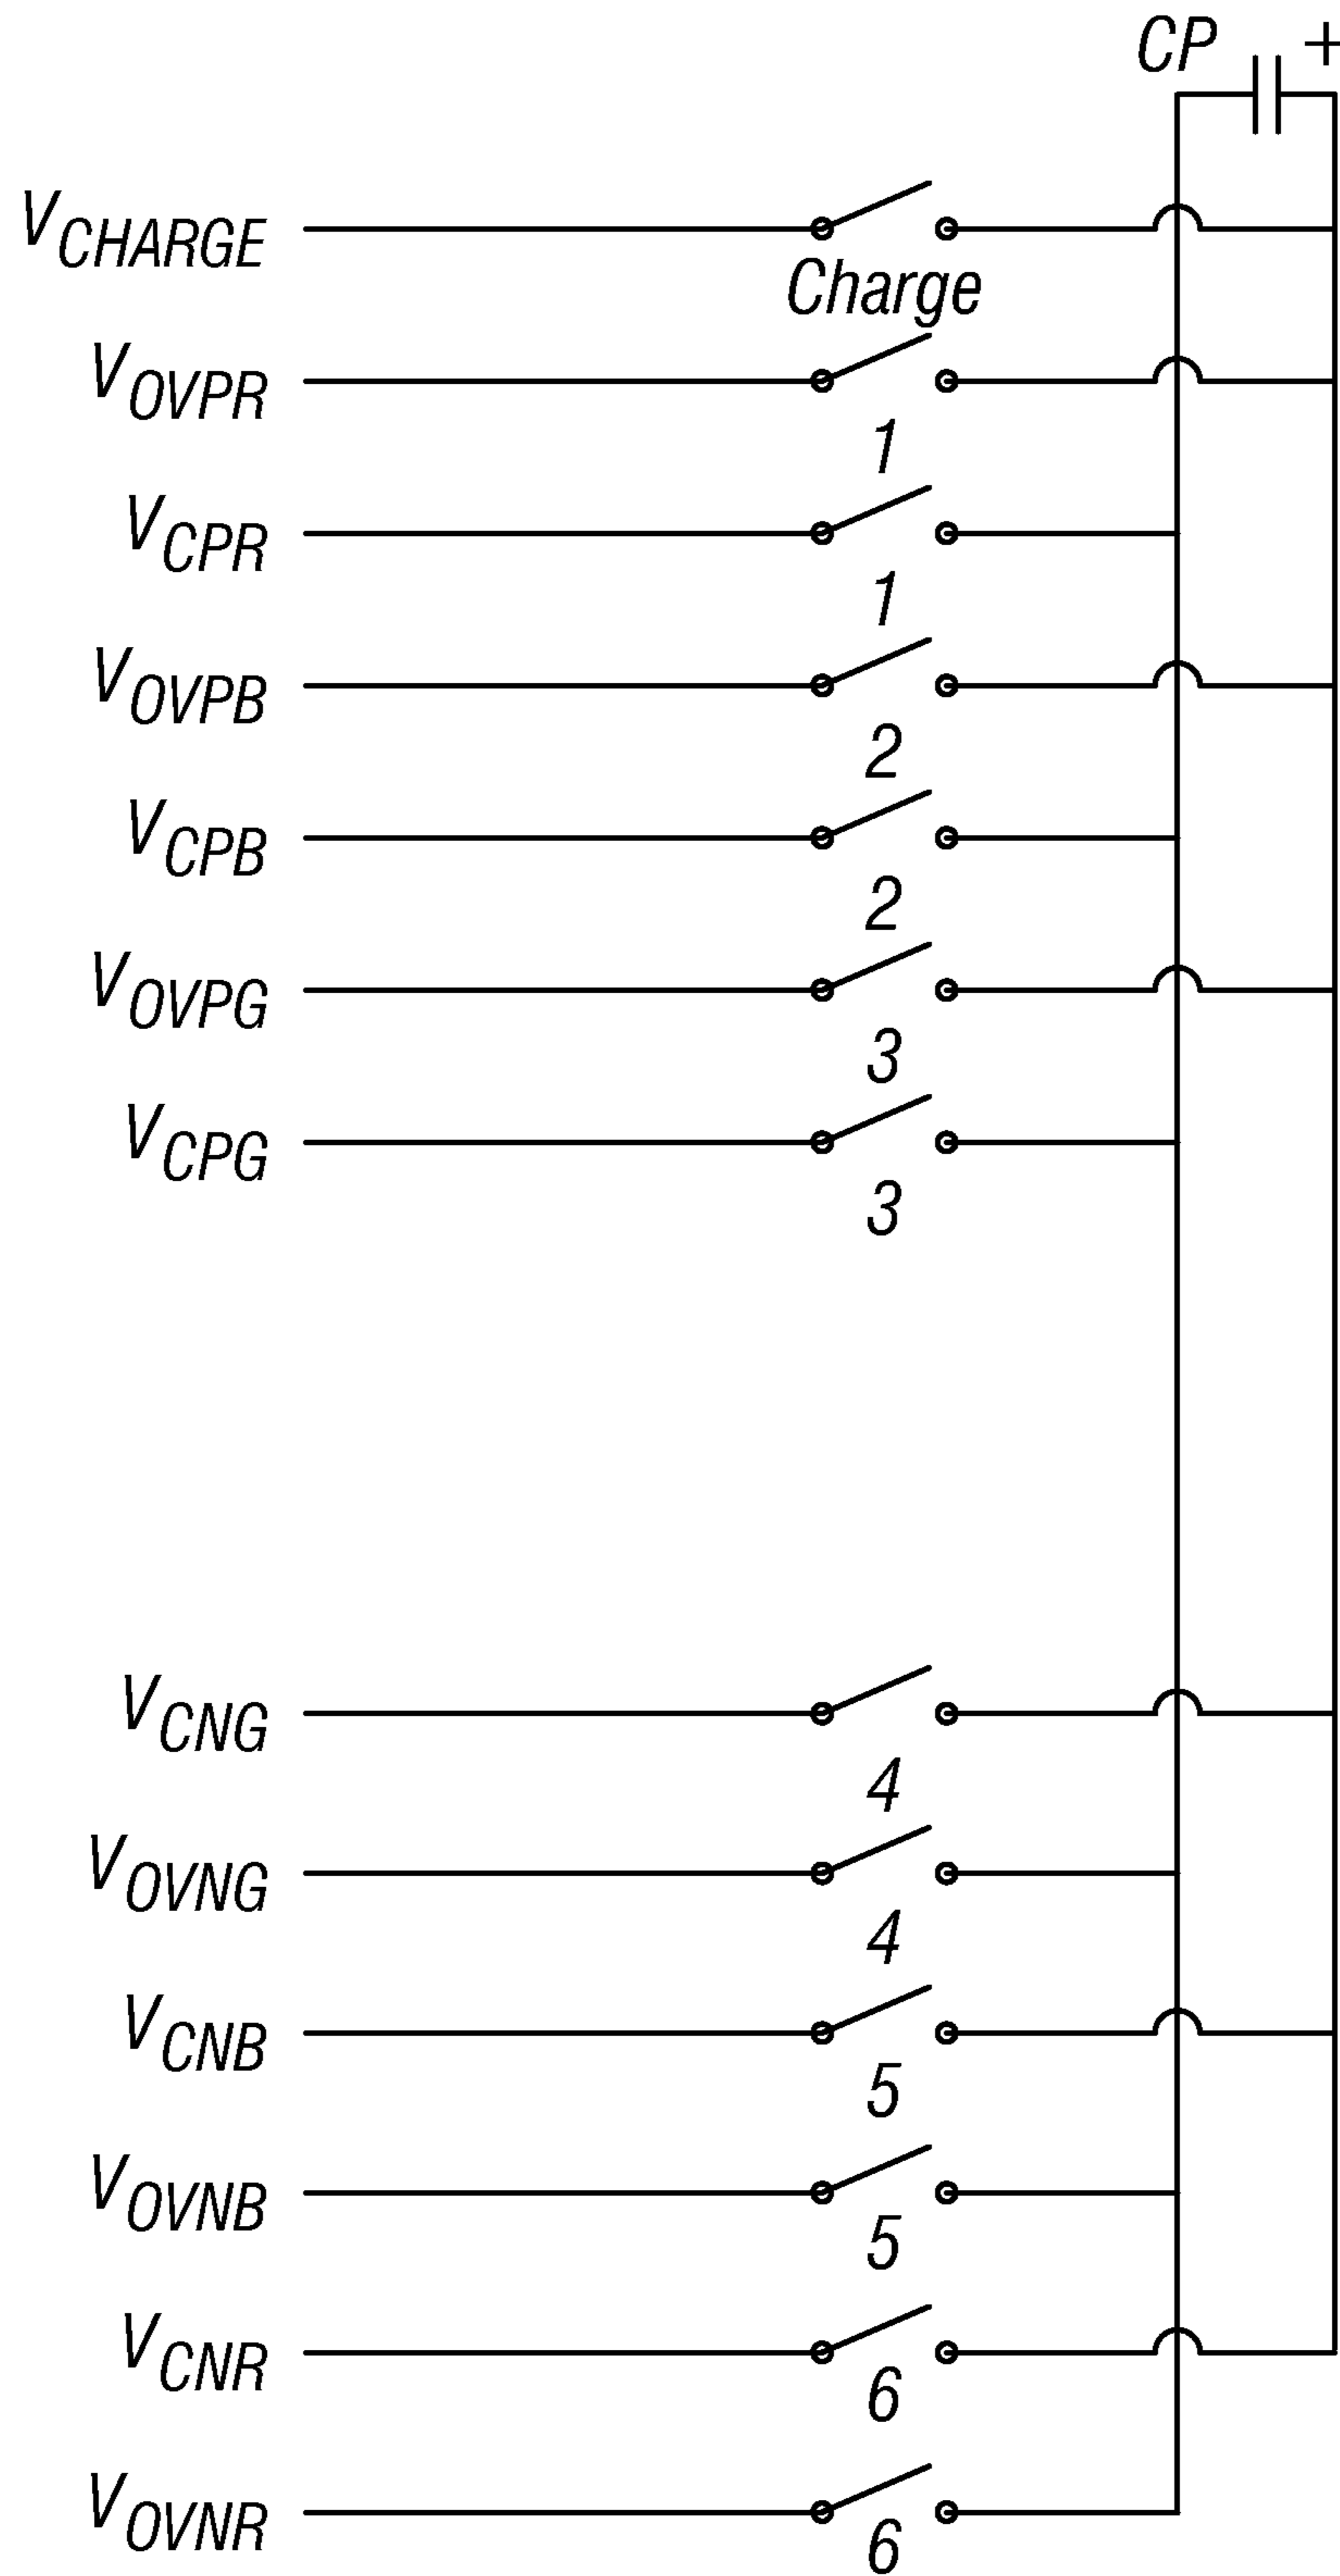 CP +
VCHARGE
Charge
VOVPR
1
VCPR
1
VOVPB
2
VCPB
2
VOVPG
3
VCPG
3
VCNG
4
VOVNG
4
VCNB
5
VOVNB
5
VCNR
6
VOVNR
6